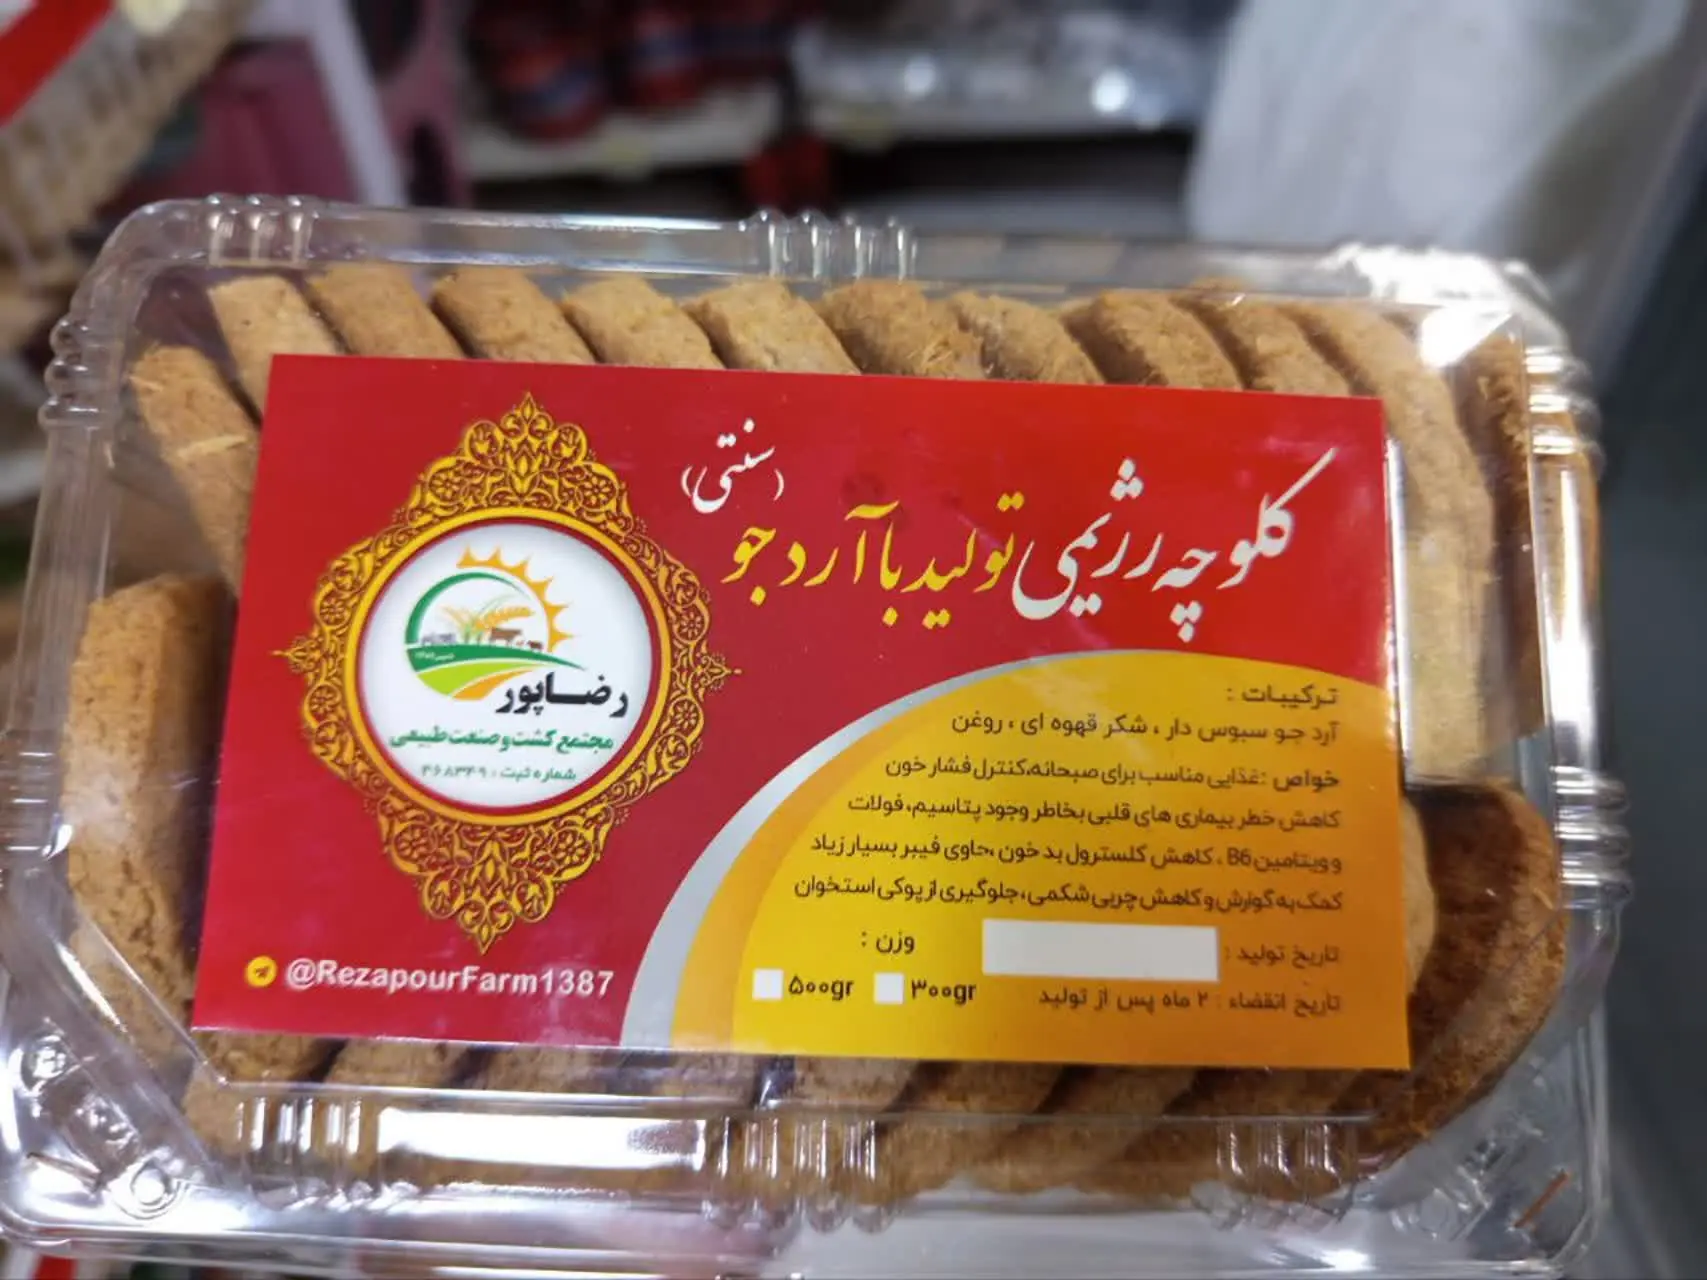 کلوچه رژیمی تولید با آرد جو (سنتی)
رضاپور
مجتمع کشت و صنعت طبیعی
شماره ثبت : ۴۶۸۳۴۹
ترکیبات :
آرد جو سبوس دار ، شکر قهوه ای ، روغن
خواص :غذایی مناسب برای صبحانه،کنترل فشار خون
کاهش خطر بیماری های قلبی بخاطر وجود پتاسیم، فولات
و ویتامین B6 ، کاهش کلسترول بد خون ،حاوی فیبر بسیار زیاد
کمک به گوارش و کاهش چربی شکمی، جلوگیری از پوکی استخوان
تاریخ تولید :
وزن :
۳۰۰gr
۵۰۰gr
تاریخ انقضاء : ۲ ماه پس از تولید
@RezapourFarm1387